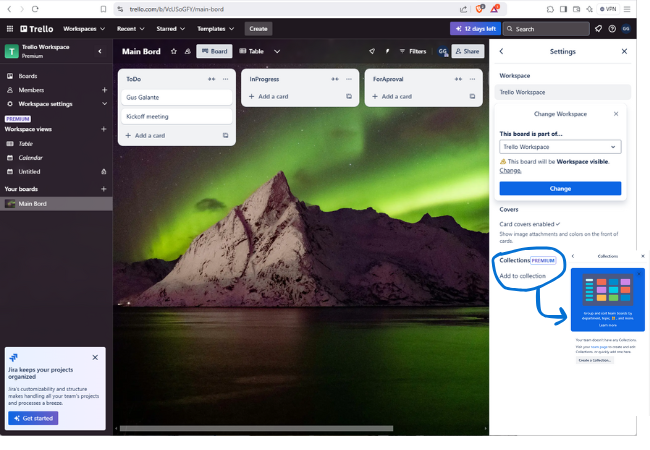 trello.com/b/VcUSoGFY/main-bord
VPN
Trello
Workspaces
Recent
Starred
Templates
Create
12 days left
Search
GG
T
Trello Workspace
Premium
Main Bord
Board
Table
Filters
GG
Share
Settings
Boards
Members
Workspace settings
PREMIUM
Workspace views
Table
Calendar
Untitled
Your boards
Main Bord
ToDo
Gus Galante.
Kickoff meeting
+ Add a card
InProgress
+ Add a card
ForAproval
+ Add a card
Workspace
Trello Workspace
Change Workspace
This board is part of...
Trello Workspace
This board will be Workspace visible.
Change.
Change
Covers
Card covers enabled
Show image attachments and colors on the front of
cards.
Collections PREMIUM
Add to collection
Collections
Group and sort team boards by
department, topic, , and more.
Learn more
Your team doesn't have any Collections.
Visit your team page to create and edit
Collections, or quickly add one here.
Create a Collection...
Jira keeps your projects
organized
Jira's customizability and structure
makes handling all your team's projects
and processes a breeze.
Get started